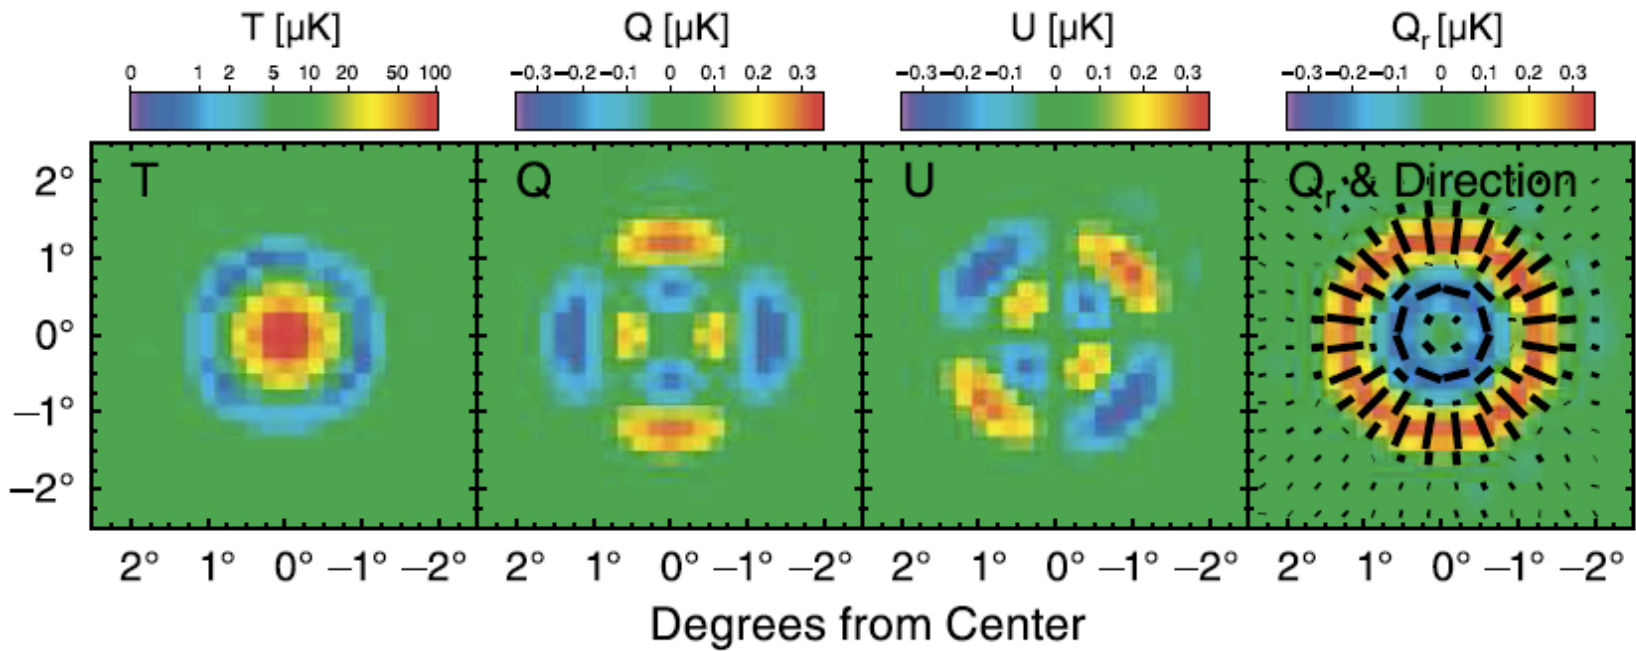 T [µK] Q [µK] U [µK] Qr [µK]
0 1 2 5 10 20 50 100 −0.3 −0.2 −0.1 0 0.1 0.2 0.3 −0.3 −0.2 −0.1 0 0.1 0.2 0.3 −0.3 −0.2 −0.1 0 0.1 0.2 0.3
T Q U Qr & Direction
2°
1°
0°
−1°
−2°
2° 1° 0° −1° −2° 2° 1° 0° −1° −2° 2° 1° 0° −1° −2° 2° 1° 0° −1° −2°
Degrees from Center